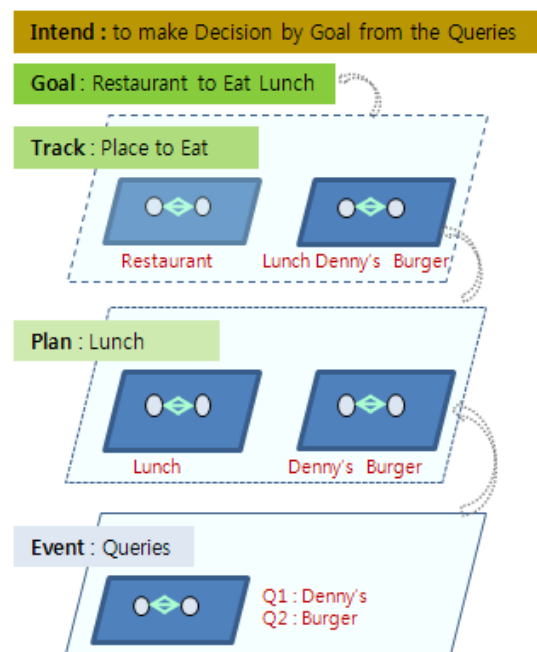 Intend : to make Decision by Goal from the Queries
Goal : Restaurant to Eat Lunch
Track : Place to Eat
Restaurant
Lunch Denny's Burger
Plan : Lunch
Lunch
Denny's Burger
Event : Queries
Q1 : Denny's
Q2 : Burger